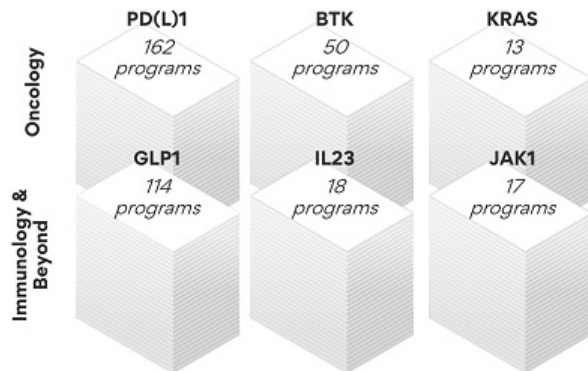 Oncology
PD(L)1
162
programs
BTK
50
programs
KRAS
13
programs
Immunology &
Beyond
GLP1
114
programs
IL23
18
programs
JAK1
17
programs